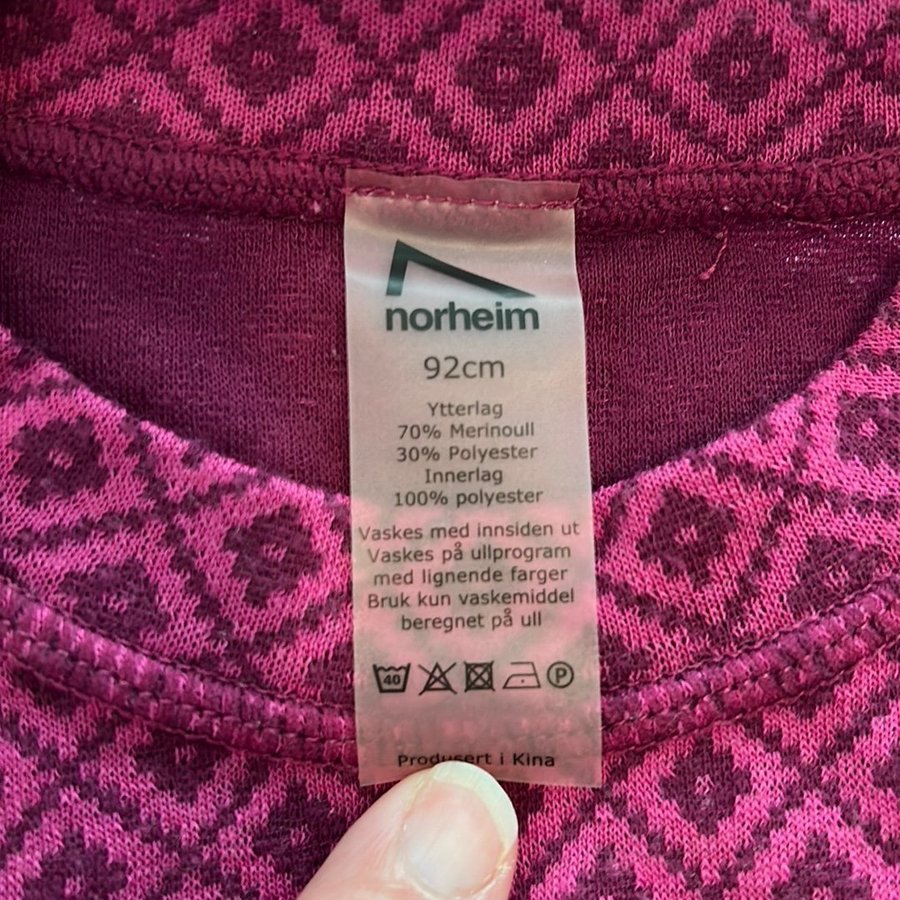 norheim
92cm
Ytterlag
70% Merinoull
30% Polyester
Innerlag
100% polyester
Vaskes med innsiden ut
Vaskes på ullprogram
med lignende farger
Bruk kun vaskemiddel
beregnet på ull
40 P
Produsert i Kina